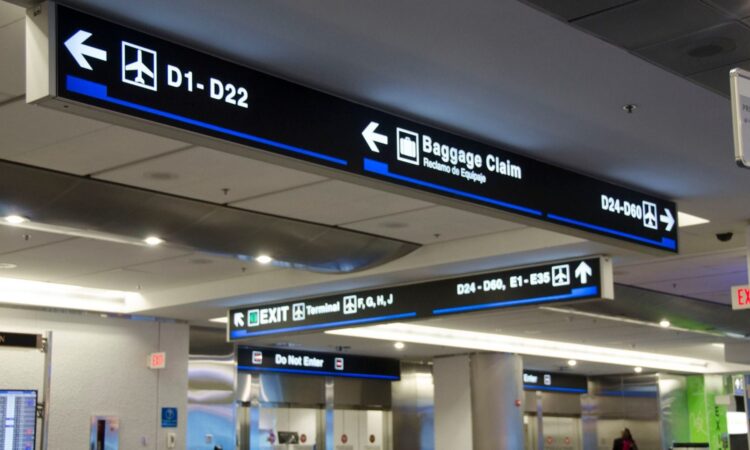 D1 - D22
Baggage Claim
Reclamo de Equipaje
D24-D60
EXIT Terminal F, G, H, J
D24 - D60, E1 - E35
Do Not Enter
Enter
EXIT